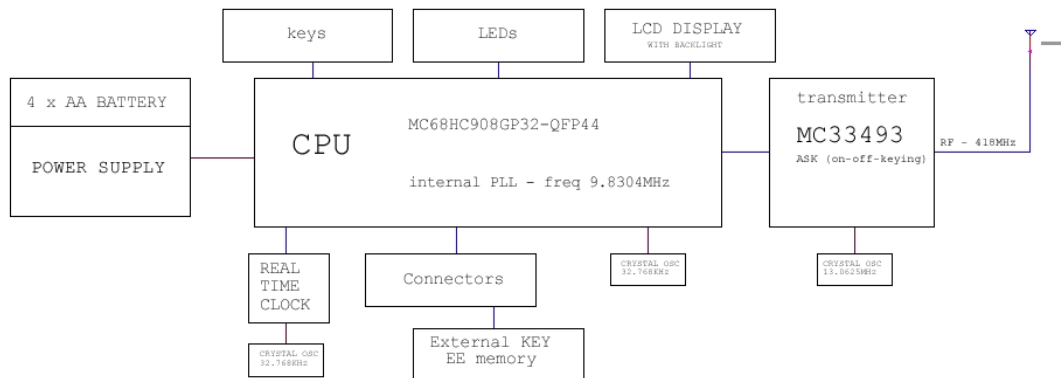 keys
LEDs
LCD DISPLAY
WITH BACKLIGHT
4 x AA BATTERY
POWER SUPPLY
CPU
MC68HC908GP32-QFP44
internal PLL - freq 9.8304MHz
transmitter
MC33493
ASK (on-off-keying)
RF - 418MHz
REAL
TIME
CLOCK
Connectors
CRYSTAL OSC
32.768KHz
CRYSTAL OSC
13.0625MHz
CRYSTAL OSC
32.768KHz
External KEY
EE memory